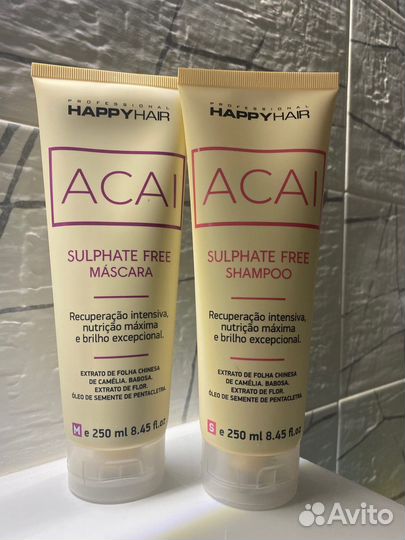 PROFESSIONAL
HAPPYHAIR
ACAI
SULPHATE FREE
MÁSCARA
Recuperação intensiva,
nutrição máxima
e brilho excepcional.
EXTRATO DE FOLHA CHINESA
DE CAMÉLIA. BABOSA.
EXTRATO DE FLOR.
ÓLEO DE SEMENTE DE PENTACLETRA.
M e 250 ml 8.45 fl.oz
PROFESSIONAL
HAPPYHAIR
ACAI
SULPHATE FREE
SHAMPOO
Recuperação intensiva,
nutrição máxima
e brilho excepcional.
EXTRATO DE FOLHA CHINESA
DE CAMÉLIA. BABOSA.
EXTRATO DE FLOR.
ÓLEO DE SEMENTE DE PENTACLETRA.
S e 250 ml 8.45 fl.oz
Avito